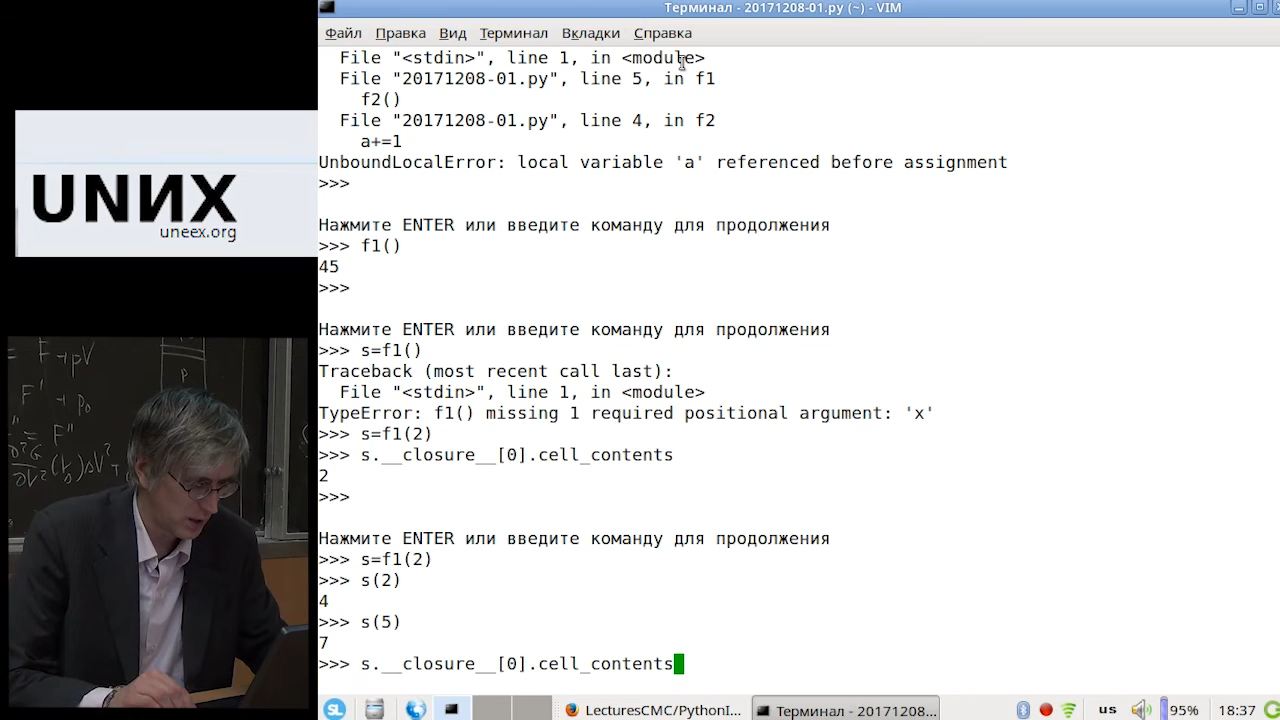 Терминал - 20171208-01.py (~) - VIM
Файл Правка Вид Терминал Вкладки Справка
File "<stdin>", line 1, in <module>
File "20171208-01.py", line 5, in f1
f2()
File "20171208-01.py", line 4, in f2
a+=1
UnboundLocalError: local variable 'a' referenced before assignment
>>>
Нажмите ENTER или введите команду для продолжения
>>> f1()
45
>>>
Нажмите ENTER или введите команду для продолжения
>>> s=f1()
Traceback (most recent call last):
File "<stdin>", line 1, in <module>
TypeError: f1() missing 1 required positional argument: 'x'
>>> s=f1(2)
>>> s.__closure__[0].cell_contents
2
>>>
Нажмите ENTER или введите команду для продолжения
>>> s=f1(2)
>>> s(2)
4
>>> s(5)
7
>>> s.__closure__[0].cell_contents
LecturesCMC/PythonI... Терминал - 20171208... us 95% 18:37
UNИX
uneex.org